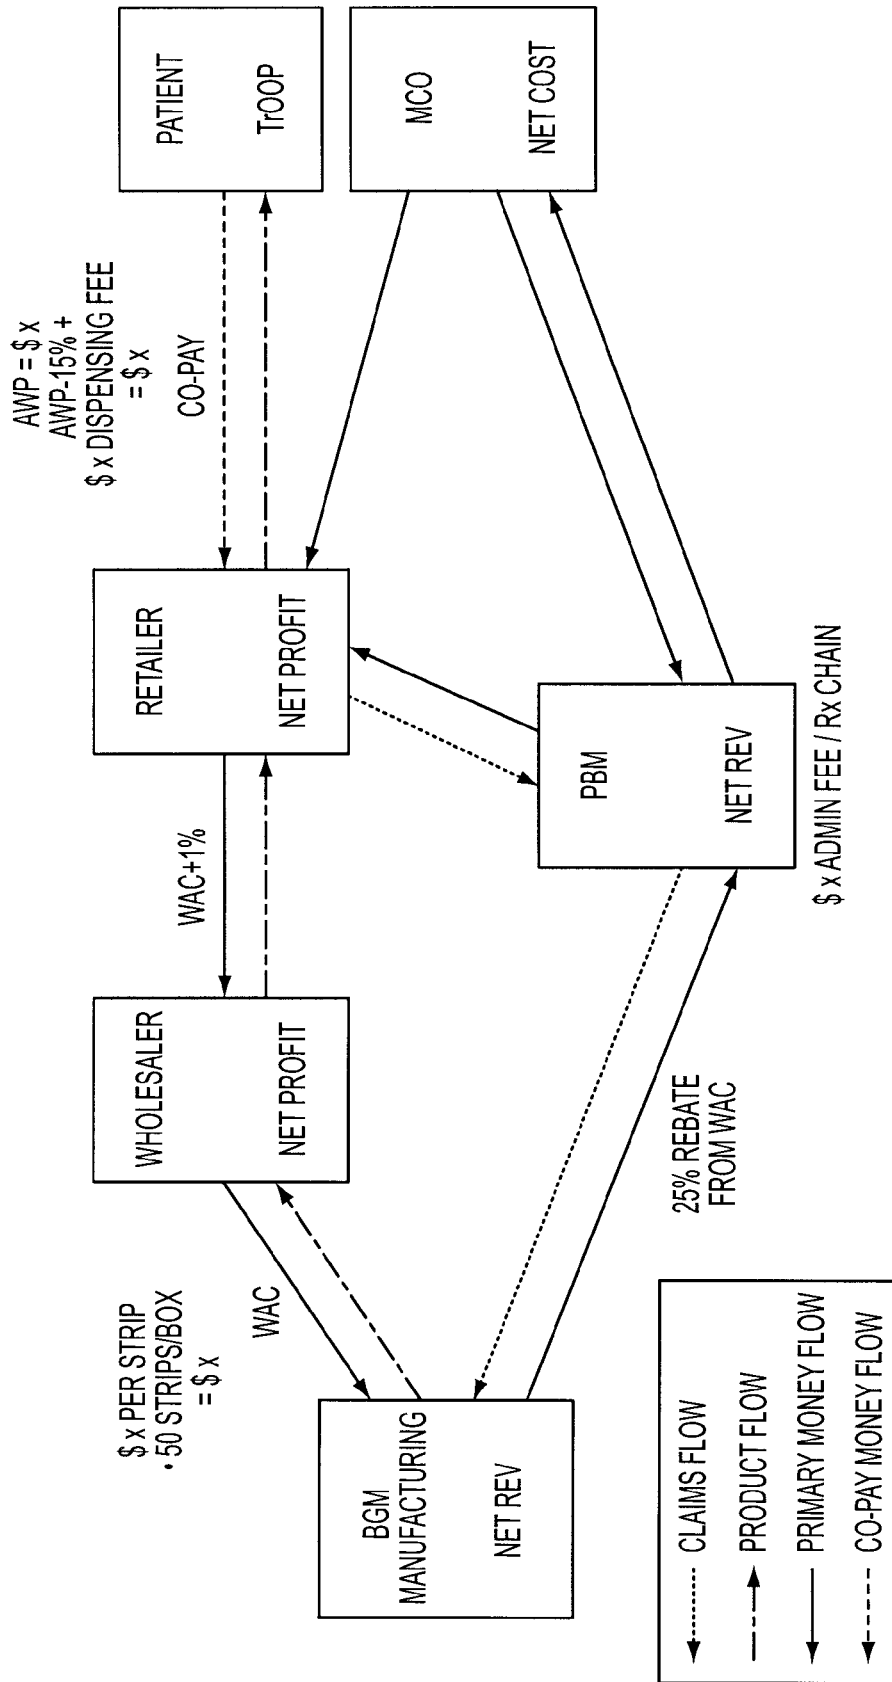 $ x PER STRIP
• 50 STRIPS/BOX
= $ x
WAC
BGM
MANUFACTURING
NET REV
WHOLESALER
NET PROFIT
WAC+1%
RETAILER
NET PROFIT
AWP = $ x
AWP-15% +
$ x DISPENSING FEE
= $ x
CO-PAY
PATIENT
TrOOP
MCO
NET COST
PBM
NET REV
$ x ADMIN FEE / Rx CHAIN
25% REBATE
FROM WAC
CLAIMS FLOW
PRODUCT FLOW
PRIMARY MONEY FLOW
CO-PAY MONEY FLOW